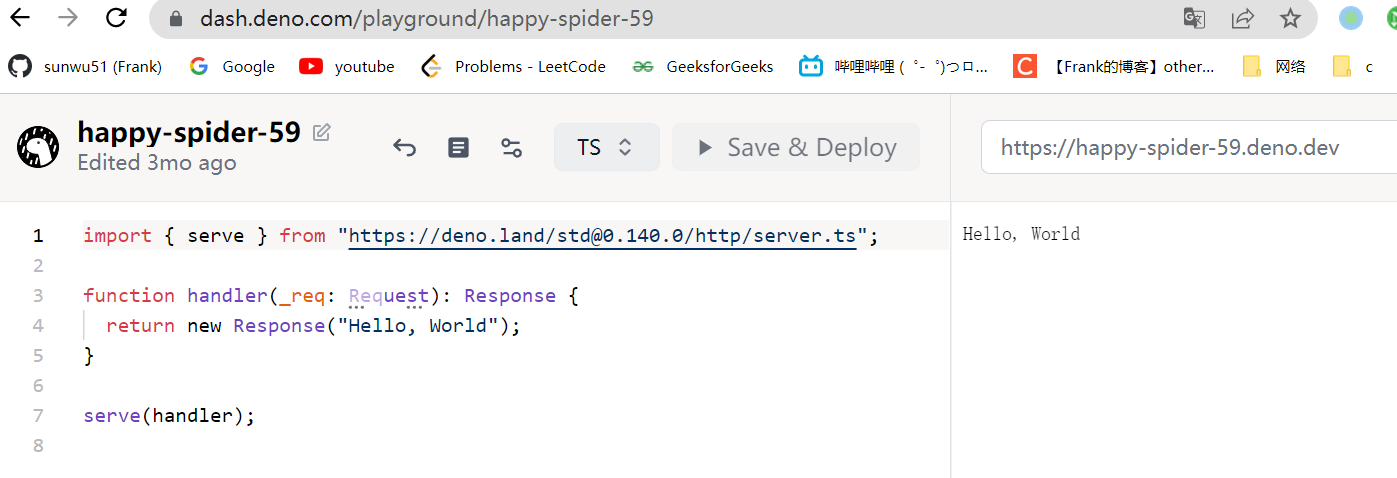 dash.deno.com/playground/happy-spider-59
sunwu51 (Frank) Google youtube Problems - LeetCode GeeksforGeeks 哔哩哔哩 ( ゜- ゜)つロ... 【Frank的博客】other... 网络 c
happy-spider-59
Edited 3mo ago
TS
Save & Deploy
https://happy-spider-59.deno.dev
1 import { serve } from "https://deno.land/std@0.140.0/http/server.ts";
2
3 function handler(_req: Request): Response {
4 return new Response("Hello, World");
5 }
6
7 serve(handler);
8
Hello, World